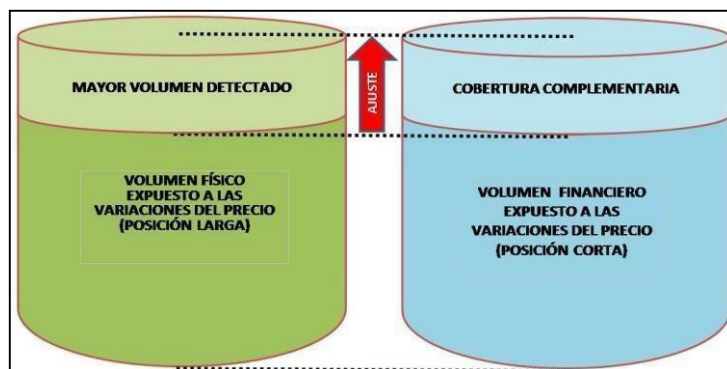 MAYOR VOLUMEN DETECTADO
VOLUMEN FÍSICO
EXPUESTO A LAS
VARIACIONES DEL PRECIO
(POSICIÓN LARGA)
AJUSTE
COBERTURA COMPLEMENTARIA
VOLUMEN FINANCIERO
EXPUESTO A LAS
VARIACIONES DEL PRECIO
(POSICIÓN CORTA)